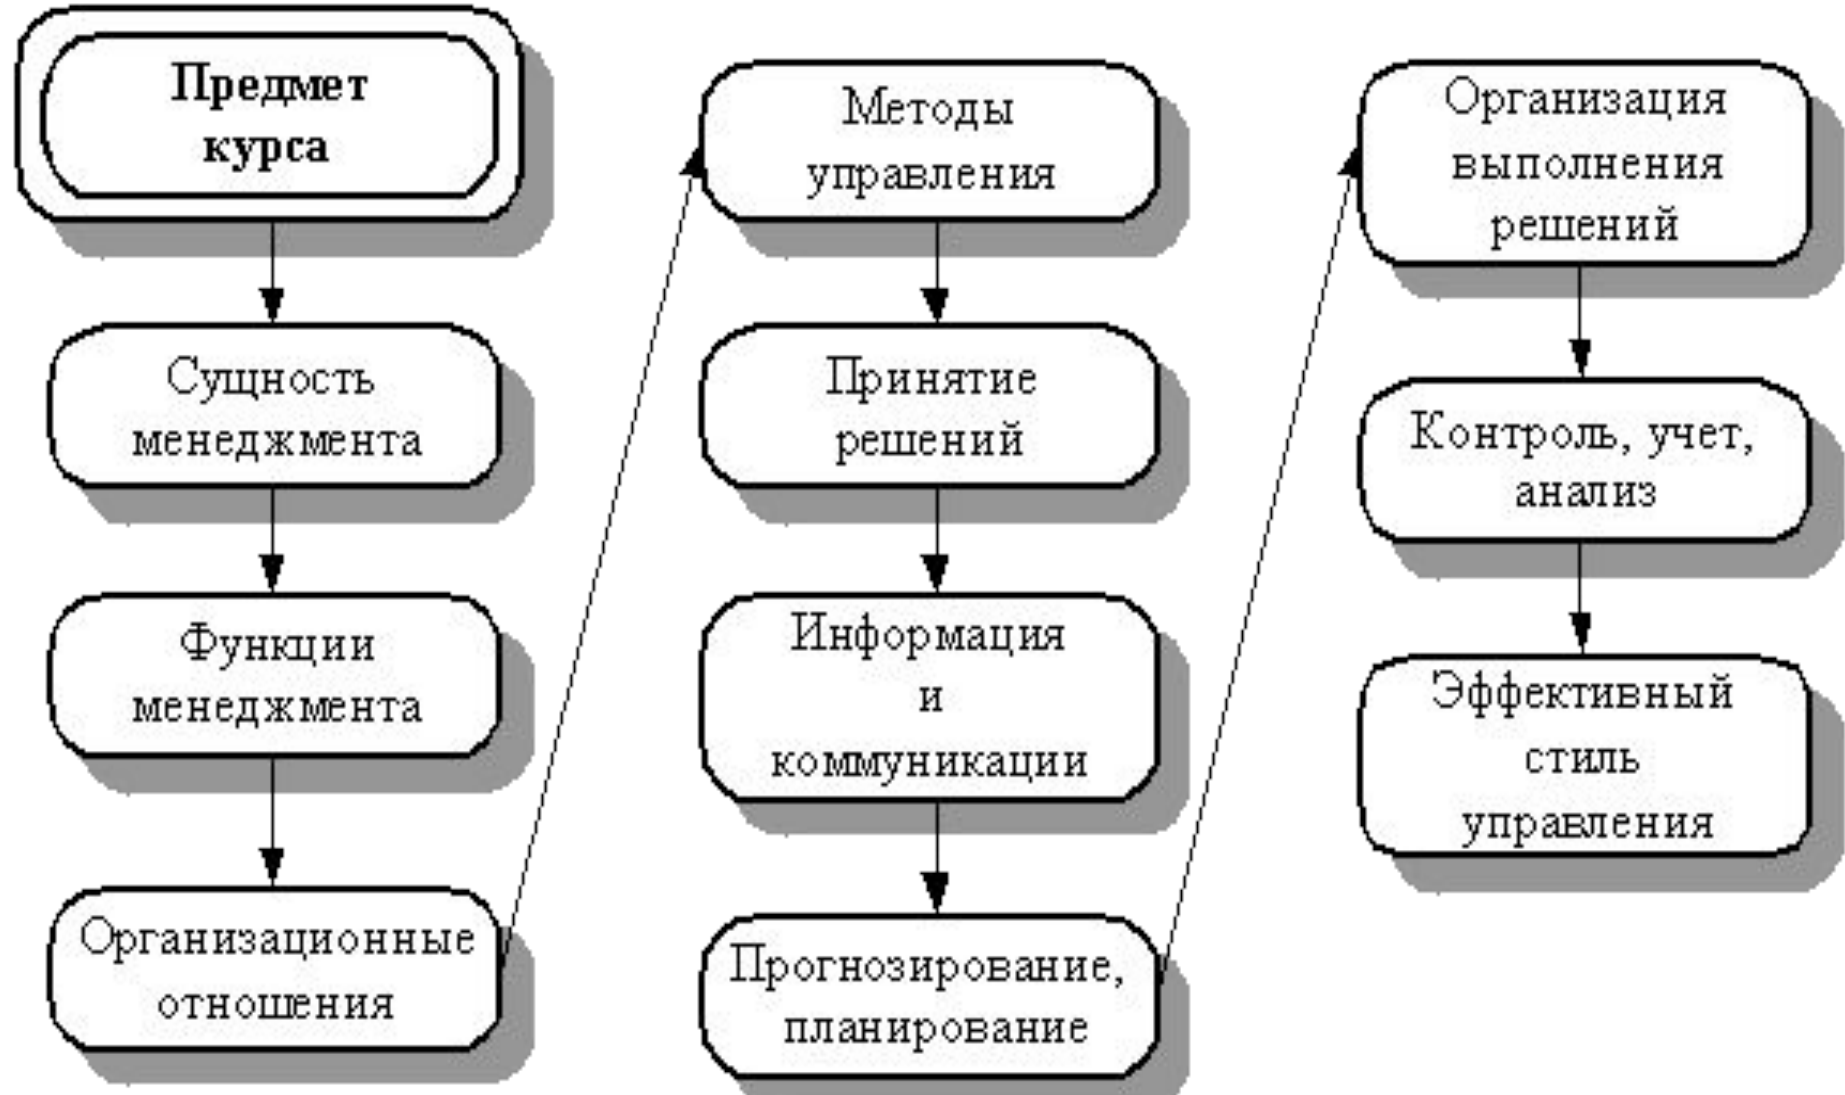 Предмет
курса
Сущность
менеджмента
Функции
менеджмента
Организационные
отношения
Методы
управления
Принятие
решений
Информация
и
коммуникации
Прогнозирование,
планирование
Организация
выполнения
решений
Контроль, учет,
анализ
Эффективный
стиль
управления